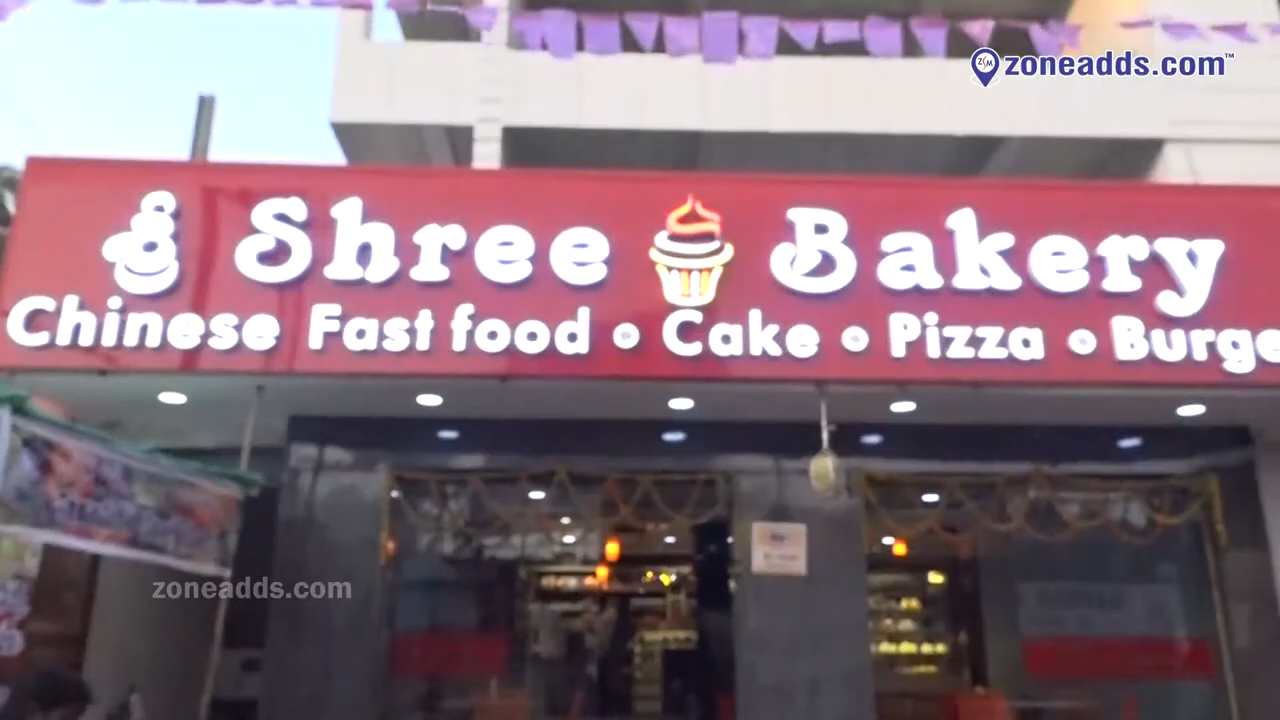 zoneadds.com™
Shree Bakery
Chinese Fast food • Cake • Pizza • Burge
zoneadds.com